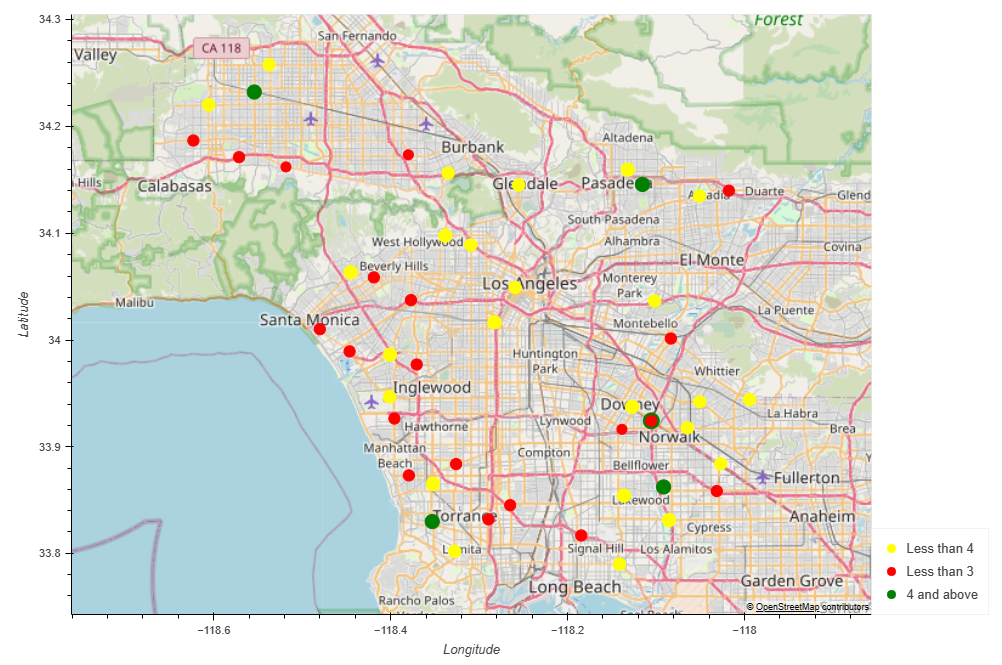 34.3
Forest
San Fernando
CA 118
Valley
34.2
Burbank
Altadena
Hills
Calabasas
Pasadena
Duarte
Glend
South Pasadena
34.1
West Hollywood
Alhambra
Covina
Beverly Hills
El Monte
Los Angeles
Monterey
Park
Malibu
La Puente
Santa Monica
Montebello
34
Huntington
Park
Whittier
Inglewood
Downey
La Habra
Hawthorne
Lynwood
Brea
33.9
Norwalk
Manhattan
Beach
Compton
Bellflower
Fullerton
Lakewood
Torrance
Cypress
Anaheim
Lomita
Signal Hill
Los Alamitos
33.8
Long Beach
Garden Grove
Rancho Palos
© OpenStreetMap contributors
Latitude
−118.6
−118.4
−118.2
−118
Longitude
Less than 4
Less than 3
4 and above